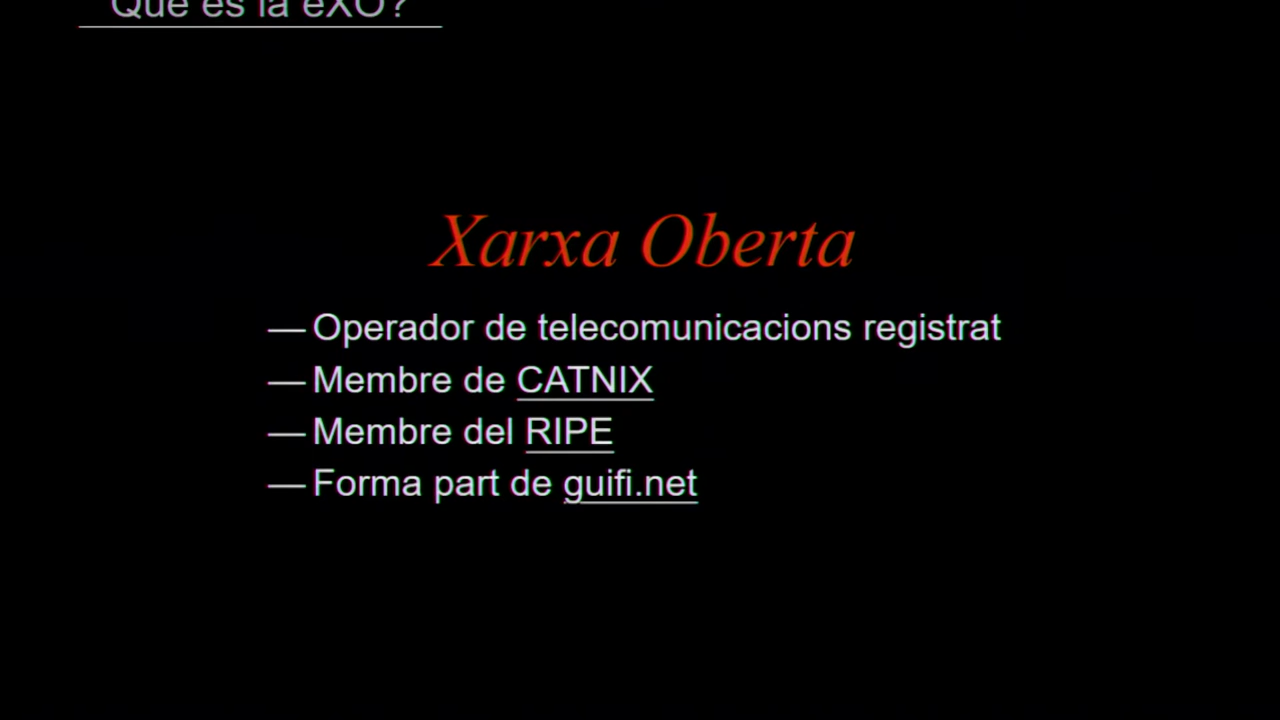 Què és la eXO?
Xarxa Oberta
— Operador de telecomunicacions registrat
— Membre de CATNIX
— Membre del RIPE
— Forma part de guifi.net